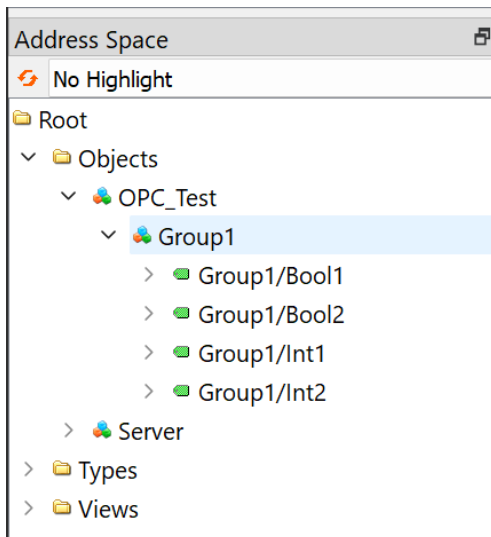 Address Space
No Highlight
Root
Objects
OPC_Test
Group1
Group1/Bool1
Group1/Bool2
Group1/Int1
Group1/Int2
Server
Types
Views